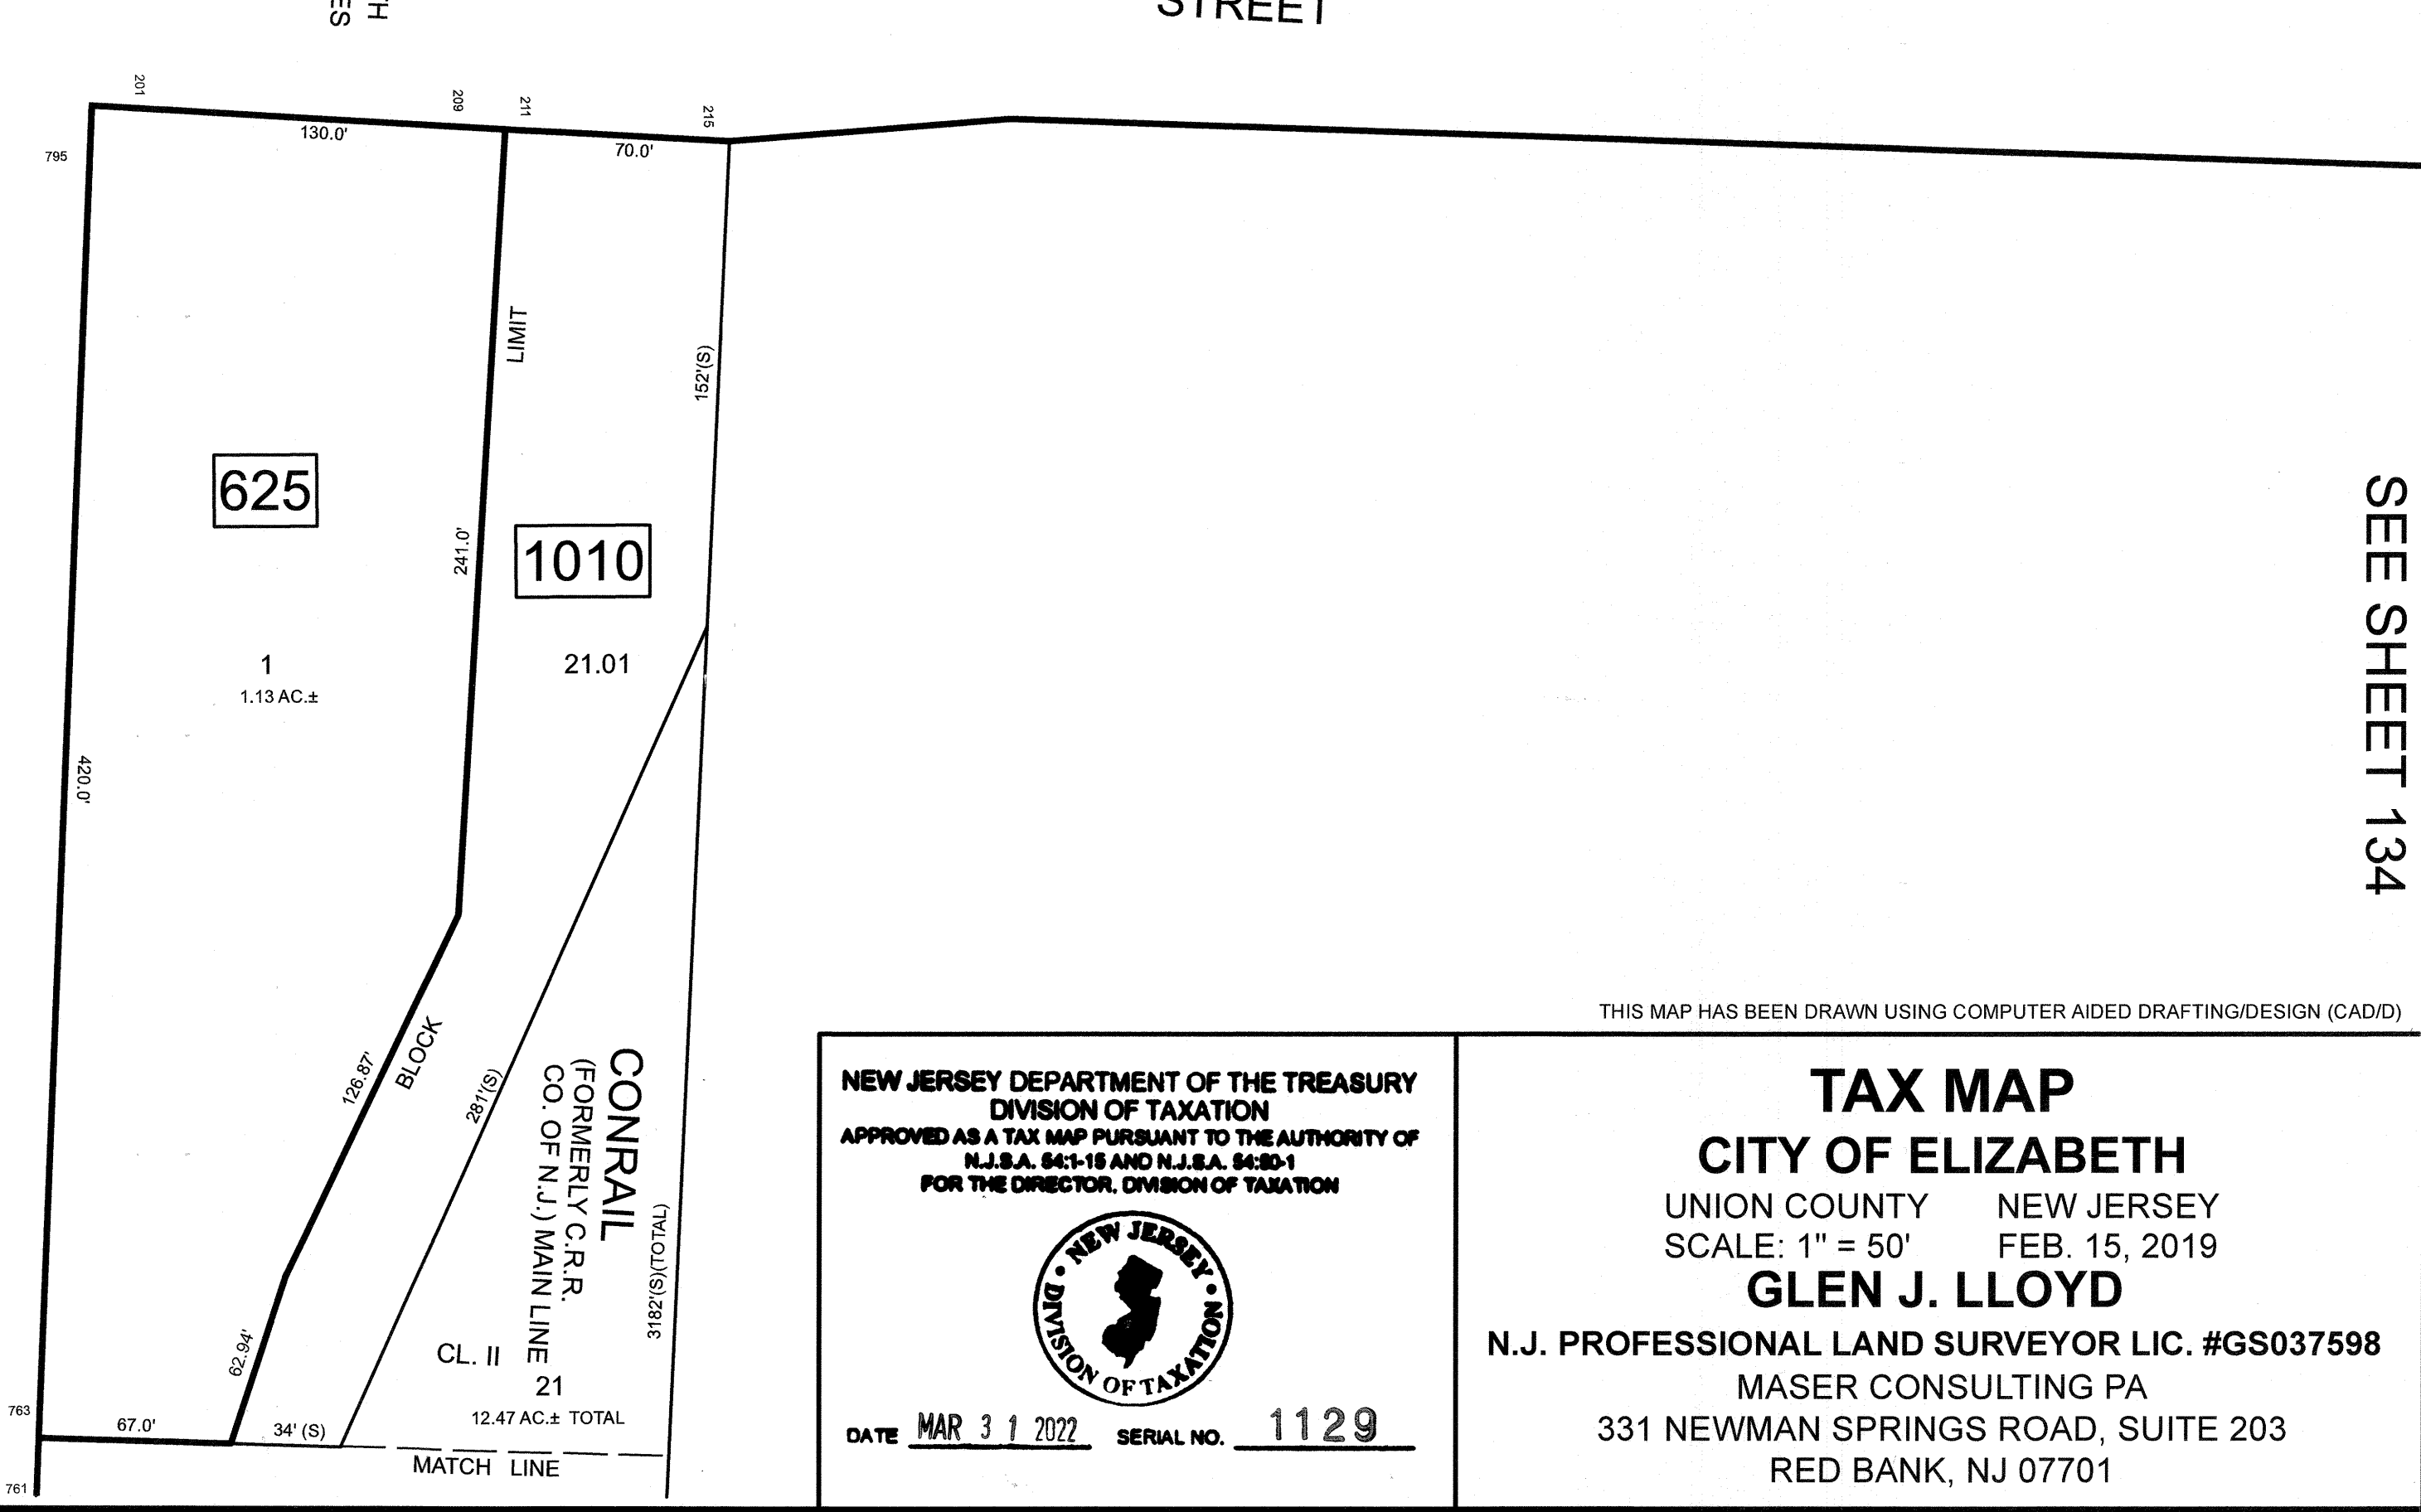 STREET
201
209
211
215
795
130.0'
70.0'
LIMIT
152'(S)
625
241.0'
1010
1
1.13 AC.±
21.01
420.0'
SEE SHEET 134
126.87'
BLOCK
281'(S)
CONRAIL
(FORMERLY C.R.R.
CO. OF N.J.) MAIN LINE
3182'(S)(TOTAL)
62.94'
CL. II
21
12.47 AC.± TOTAL
763
67.0'
34' (S)
MATCH LINE
761
THIS MAP HAS BEEN DRAWN USING COMPUTER AIDED DRAFTING/DESIGN (CAD/D)
NEW JERSEY DEPARTMENT OF THE TREASURY
DIVISION OF TAXATION
APPROVED AS A TAX MAP PURSUANT TO THE AUTHORITY OF
N.J.S.A. 54:1-15 AND N.J.S.A. 54:50-1
FOR THE DIRECTOR, DIVISION OF TAXATION
• NEW JERSEY •
DIVISION OF TAXATION
DATE MAR 31 2022 SERIAL NO. 1129
TAX MAP
CITY OF ELIZABETH
UNION COUNTY NEW JERSEY
SCALE: 1" = 50' FEB. 15, 2019
GLEN J. LLOYD
N.J. PROFESSIONAL LAND SURVEYOR LIC. #GS037598
MASER CONSULTING PA
331 NEWMAN SPRINGS ROAD, SUITE 203
RED BANK, NJ 07701